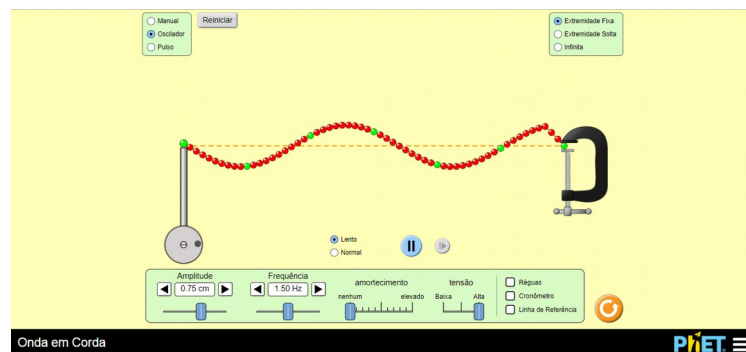 Manual
Oscilador
Pulso
Reiniciar
Extremidade Fixa
Extremidade Solta
Infinita
Lento
Normal
Amplitude
0.75 cm
Frequência
1.50 Hz
amortecimento
nenhum
elevado
tensão
Baixa
Alta
Réguas
Cronômetro
Linha de Referência
Onda em Corda
PhET